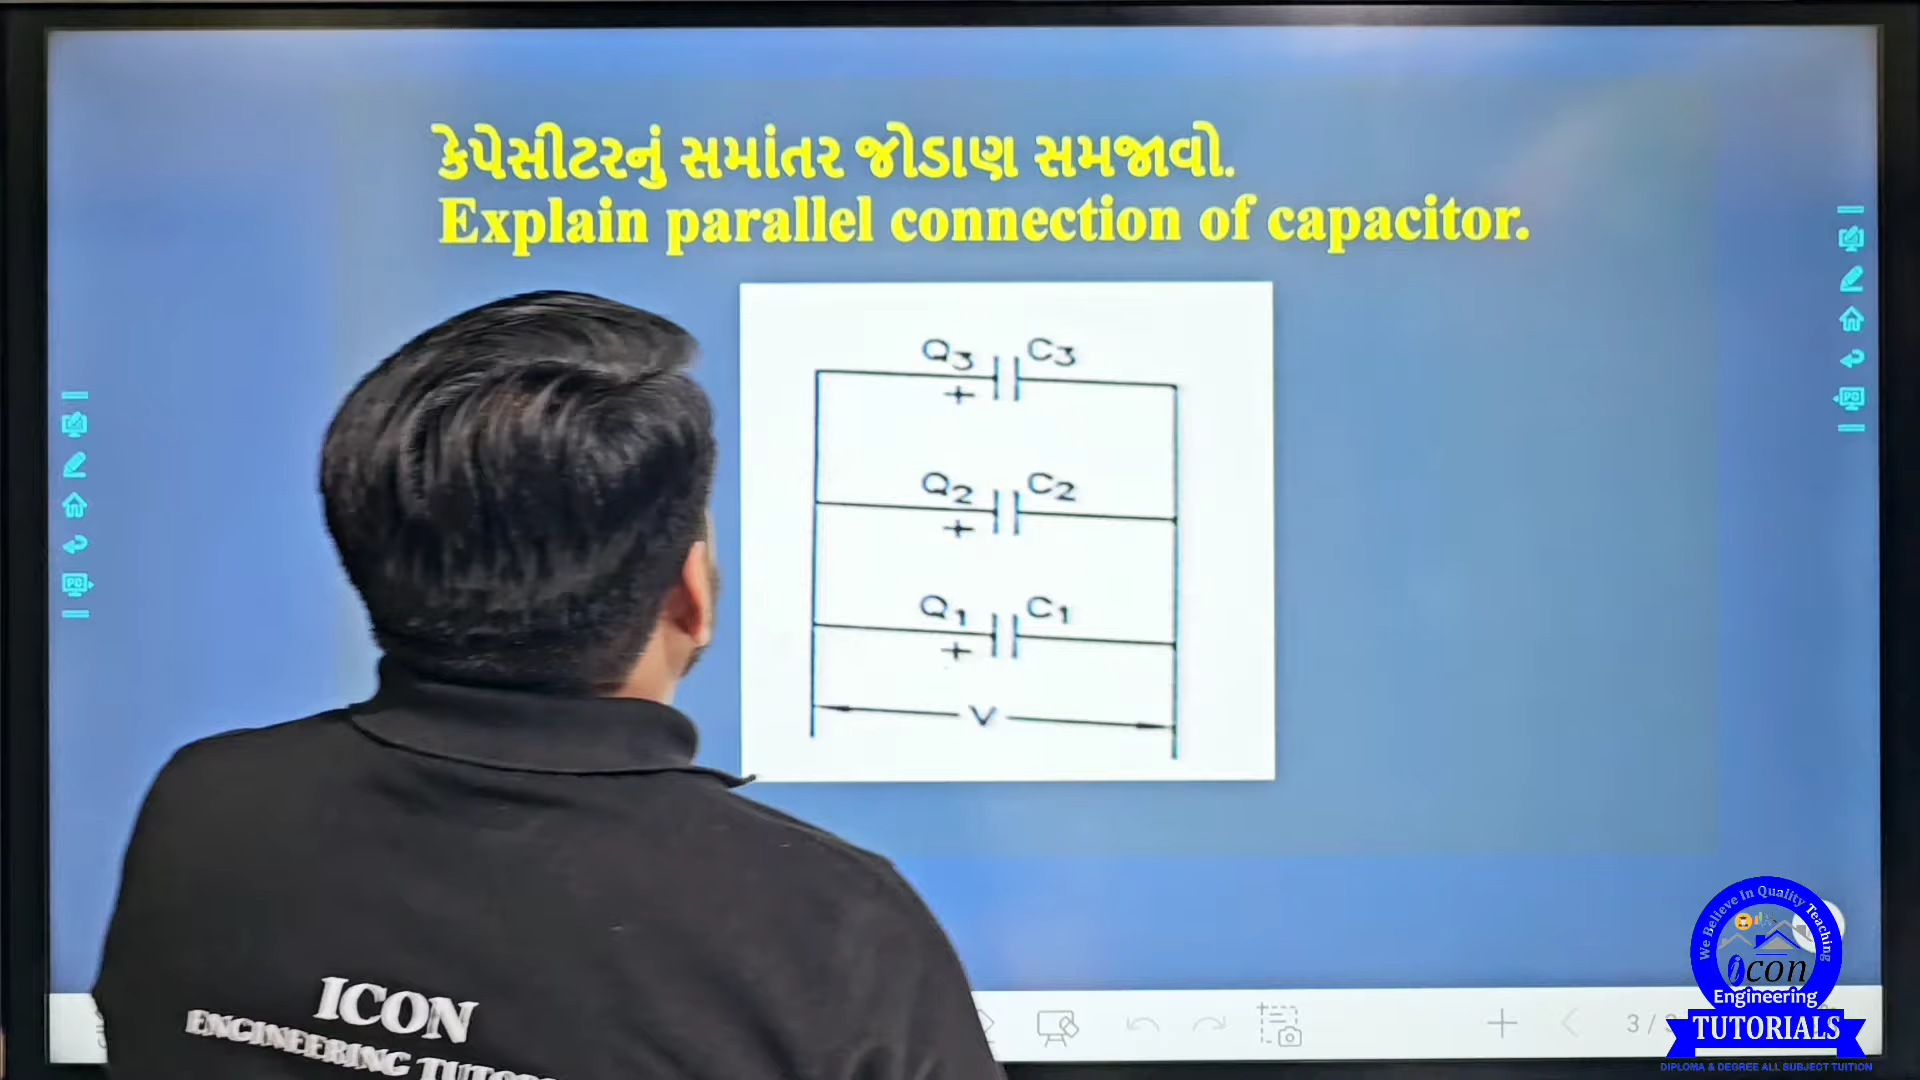 કેપેસીટરનું સમાંતર જોડાણ સમજાવો.
Explain parallel connection of capacitor.
Q3 C3
+
Q2 C2
+
Q1 C1
+
V
ICON
ENGINEERING
3 /
We Believe In Quality Teaching
icon
Engineering
TUTORIALS
DIPLOMA & DEGREE ALL SUBJECT TUITION